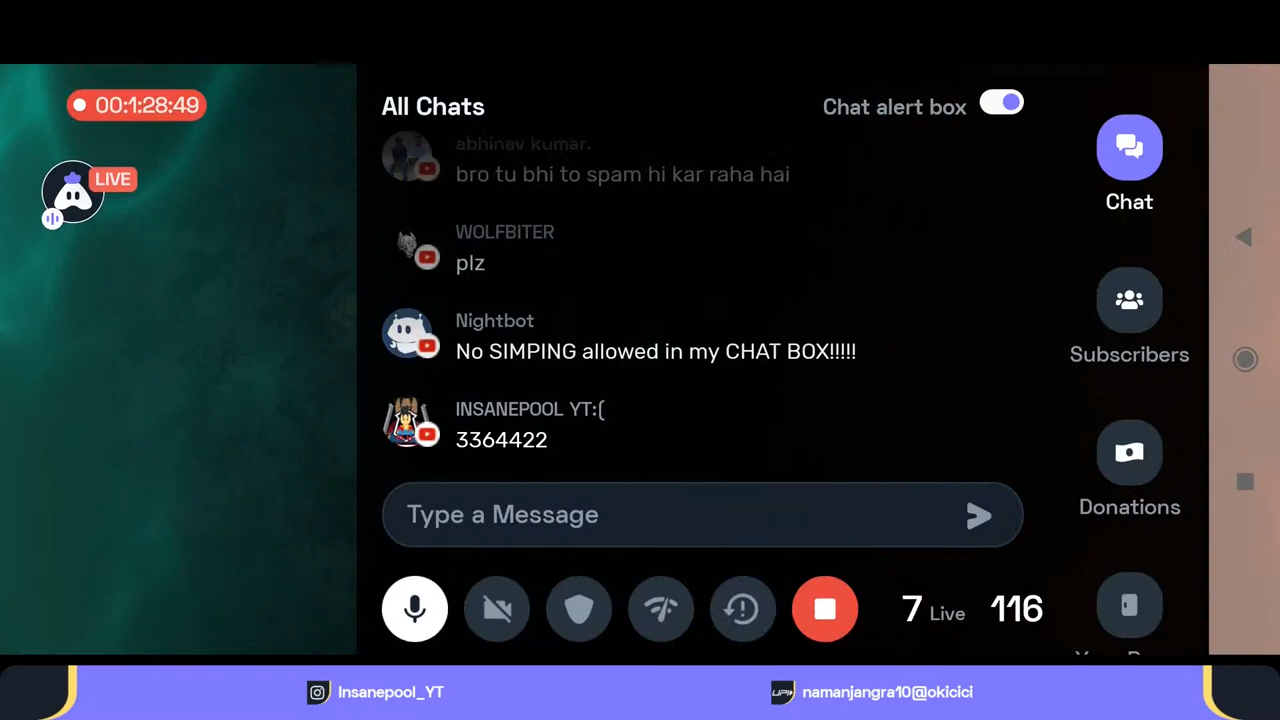 00:1:28:49
LIVE
All Chats
Chat alert box
abhinav kumar.
bro tu bhi to spam hi kar raha hai
WOLFBITER
plz
Nightbot
No SIMPING allowed in my CHAT BOX!!!!!
INSANEPOOL YT:(
3364422
Type a Message
Chat
Subscribers
Donations
7 Live 116
Insanepool_YT
UPI
namanjangra10@okicici